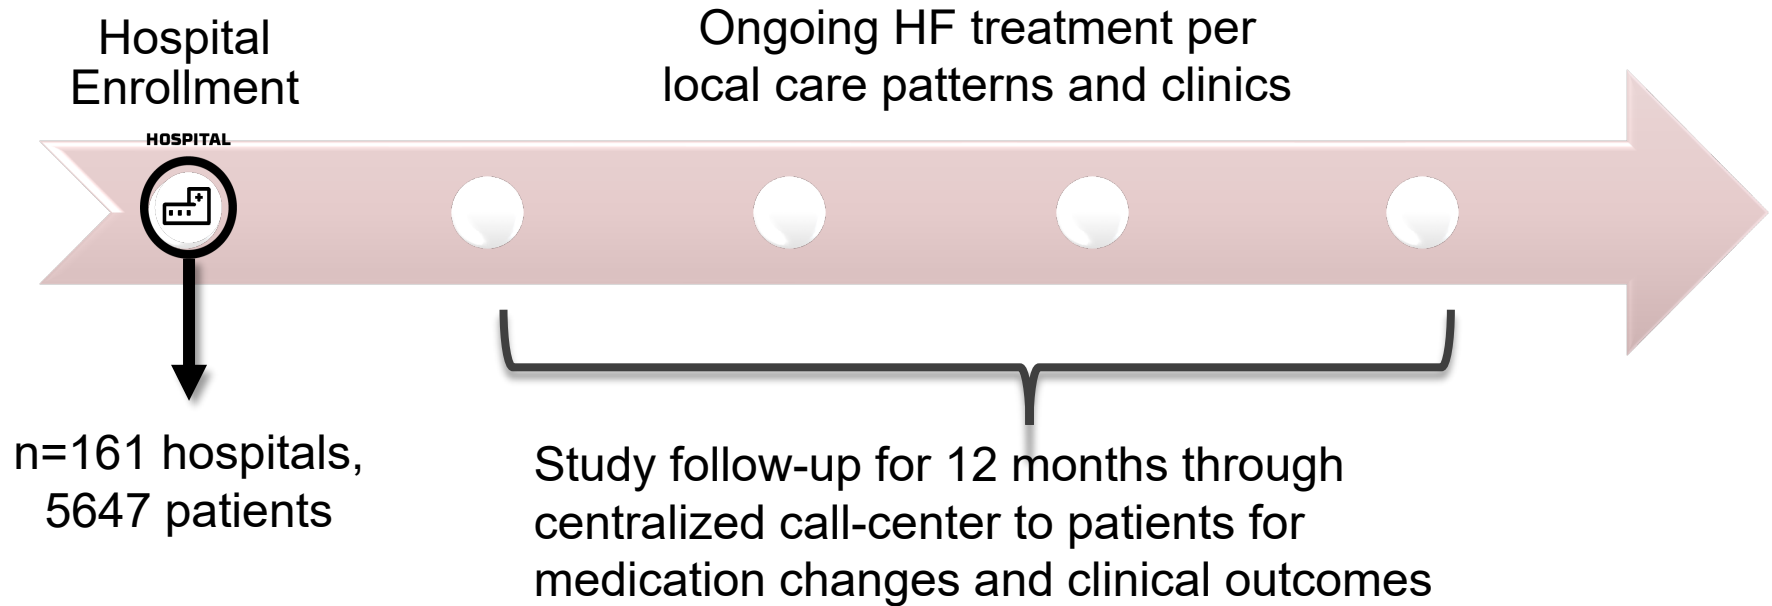 Hospital
Enrollment
HOSPITAL
Ongoing HF treatment per
local care patterns and clinics
n=161 hospitals,
5647 patients
Study follow-up for 12 months through
centralized call-center to patients for
medication changes and clinical outcomes